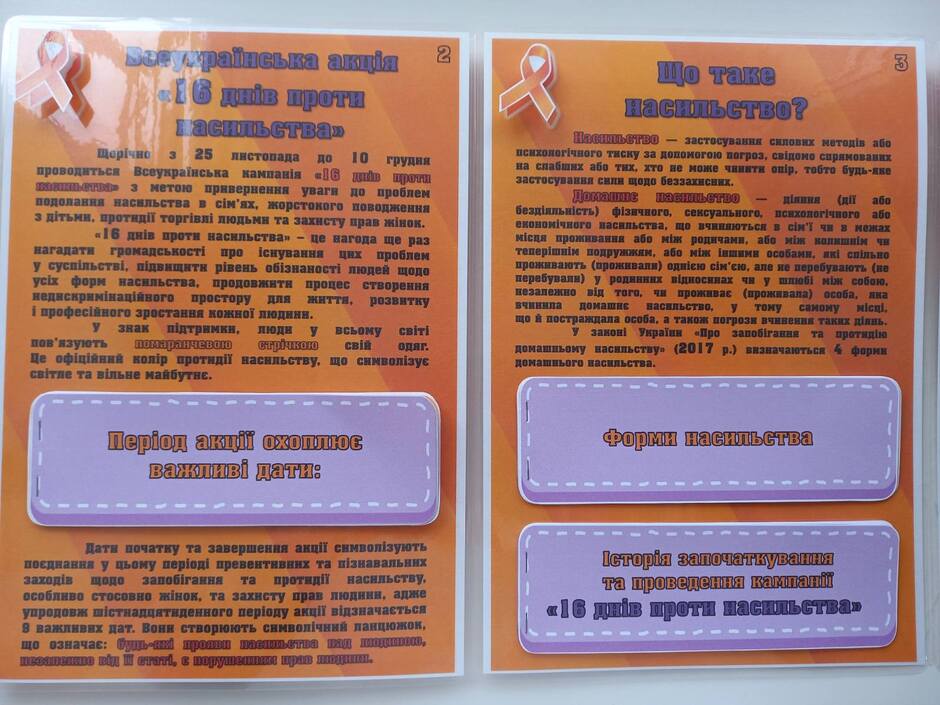 2
Всеукраїнська акція
«16 днів проти
насильства»
Щорічно з 25 листопада до 10 грудня
проводиться Всеукраїнська кампанія «16 днів проти
насильства» з метою привернення уваги до проблем
подолання насильства в сім'ях, жорстокого поводження
з дітьми, протидії торгівлі людьми та захисту прав жінок.
«16 днів проти насильства» – це нагода ще раз
нагадати громадськості про існування цих проблем
у суспільстві, підвищити рівень обізнаності людей щодо
усіх форм насильства, продовжити процес створення
недискримінаційного простору для життя, розвитку
і професійного зростання кожної людини.
У знак підтримки, люди у всьому світі
пов'язують помаранчевою стрічкою свій одяг.
Це офіційний колір протидії насильству, що символізує
світле та вільне майбутнє.
Період акції охоплює
важливі дати:
Дати початку та завершення акції символізують
поєднання у цьому періоді превентивних та пізнавальних
заходів щодо запобігання та протидії насильству,
особливо стосовно жінок, та захисту прав людини, адже
упродовж шістнадцятиденного періоду акції відзначається
9 важливих дат. Вони створюють символічний ланцюжок,
що означає: будь-які прояви насильства над людиною,
незалежно від її статі, є порушенням прав людини.
3
Що таке
насильство?
Насильство — застосування силових методів або
психологічного тиску за допомогою погроз, свідомо спрямованих
на слабших або тих, хто не може чинити опір, тобто будь-яке
застосування сили щодо беззахисних.
Домашнє насильство — діяння (дії або
бездіяльність) фізичного, сексуального, психологічного або
економічного насильства, що вчиняються в сім'ї чи в межах
місця проживання або між родичами, або між колишнім чи
теперішнім подружжям, або між іншими особами, які спільно
проживають (проживали) однією сім'єю, але не перебувають (не
перебували) у родинних відносинах чи у шлюбі між собою,
незалежно від того, чи проживає (проживала) особа, яка
вчинила домашнє насильство, у тому самому місці,
що й постраждала особа, а також погрози вчинення таких діянь.
У законі України «Про запобігання та протидію
домашньому насильству» (2017 р.) визначаються 4 форми
домашнього насильства.
Форми насильства
Історія започаткування
та проведення кампанії
«16 днів проти насильства»